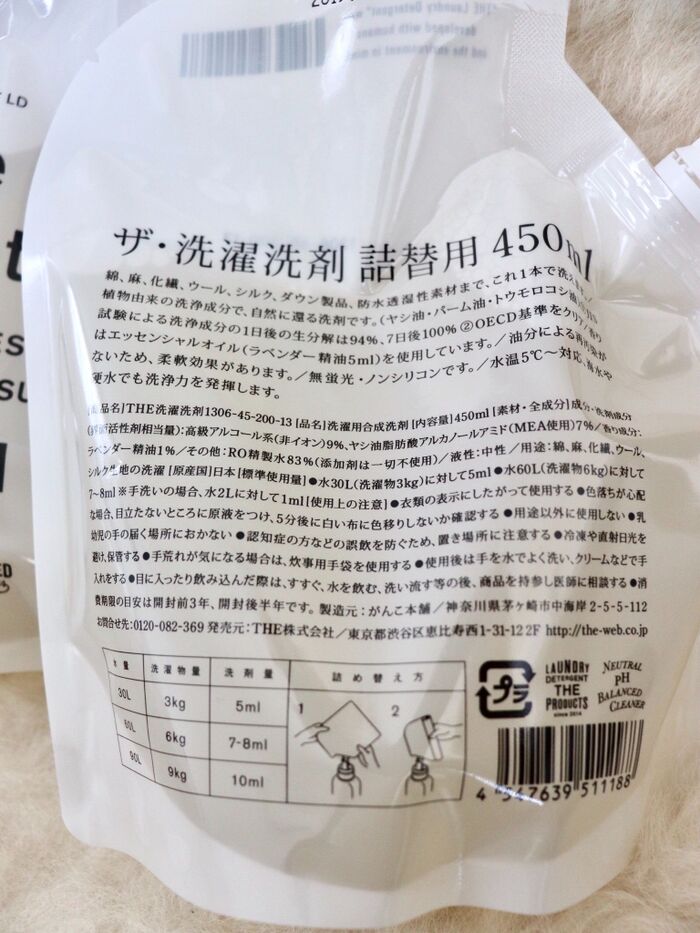 LD
THE Laundry Detergent
developed with humans
and the environment in
ザ・洗濯洗剤 詰替用 450ml
綿、麻、化繊、ウール、シルク、ダウン製品、防水透湿性素材まで、これ1本で洗え
植物由来の洗浄成分で、自然に還る洗剤です。(ヤシ油・パーム油・トウモロコシ油)
試験による洗浄成分の1日後の生分解は94%、7日後100% ②OECD基準をクリア/香り
はエッセンシャルオイル(ラベンダー精油5ml)を使用しています。/油分による再汚染が
ないため、柔軟効果があります。/無蛍光・ノンシリコンです。/水温5℃〜対応、海水や
硬水でも洗浄力を発揮します。
品名]THE洗濯洗剤1306-45-200-13 [品名]洗濯用合成洗剤 [内容量]450ml [素材・全成分]成分・洗剤成分
活性剤相当量):高級アルコール系(非イオン)9%、ヤシ油脂肪酸アルカノールアミド(MEA使用)7%/香り成分:
ラベンダー精油1%/その他:RO精製水83%(添加剤は一切不使用)/液性:中性/用途:綿、麻、化繊、ウール、
シルク生地の洗濯 [原産国]日本 [標準使用量]●水30L(洗濯物3kg)に対して5ml●水60L(洗濯物6kg)に対して
7〜8ml ※手洗いの場合、水2Lに対して1ml [使用上の注意]●衣類の表示にしたがって使用する●色落ちが心配
な場合、目立たないところに原液をつけ、5分後に白い布に色移りしないか確認する●用途以外に使用しない●乳
幼児の手の届く場所におかない●認知症の方などの誤飲を防ぐため、置き場所に注意する●冷凍や直射日光を
避け、保管する●手荒れが気になる場合は、炊事用手袋を使用する●使用後は手を水でよく洗い、クリームなどで手
入れをする●目に入ったり飲み込んだ際は、すすぐ、水を飲む、洗い流す等の後、商品を持参し医師に相談する●消
費期限の目安は開封前3年、開封後半年です。製造元:がんこ本舗/神奈川県茅ヶ崎市中海岸2-5-5-112
お問合せ先:0120-082-369 発売元:THE株式会社/東京都渋谷区恵比寿西1-31-12 2F http://the-web.co.jp
水量 洗濯物量 洗剤量 詰め替え方
30L 3kg 5ml 1 2
60L 6kg 7-8ml
90L 9kg 10ml
プラ
LAUNDRY
DETERGENT
THE
PRODUCTS
since 2014
NEUTRAL
pH
BALANCED
CLEANER
4 547639 511188